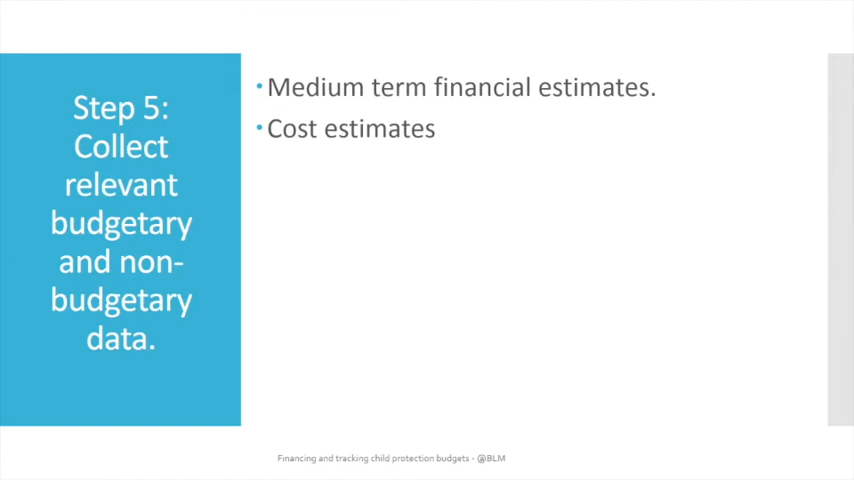 Step 5:
Collect
relevant
budgetary
and non-
budgetary
data.
•Medium term financial estimates.
•Cost estimates
Financing and tracking child protection budgets - @BLM